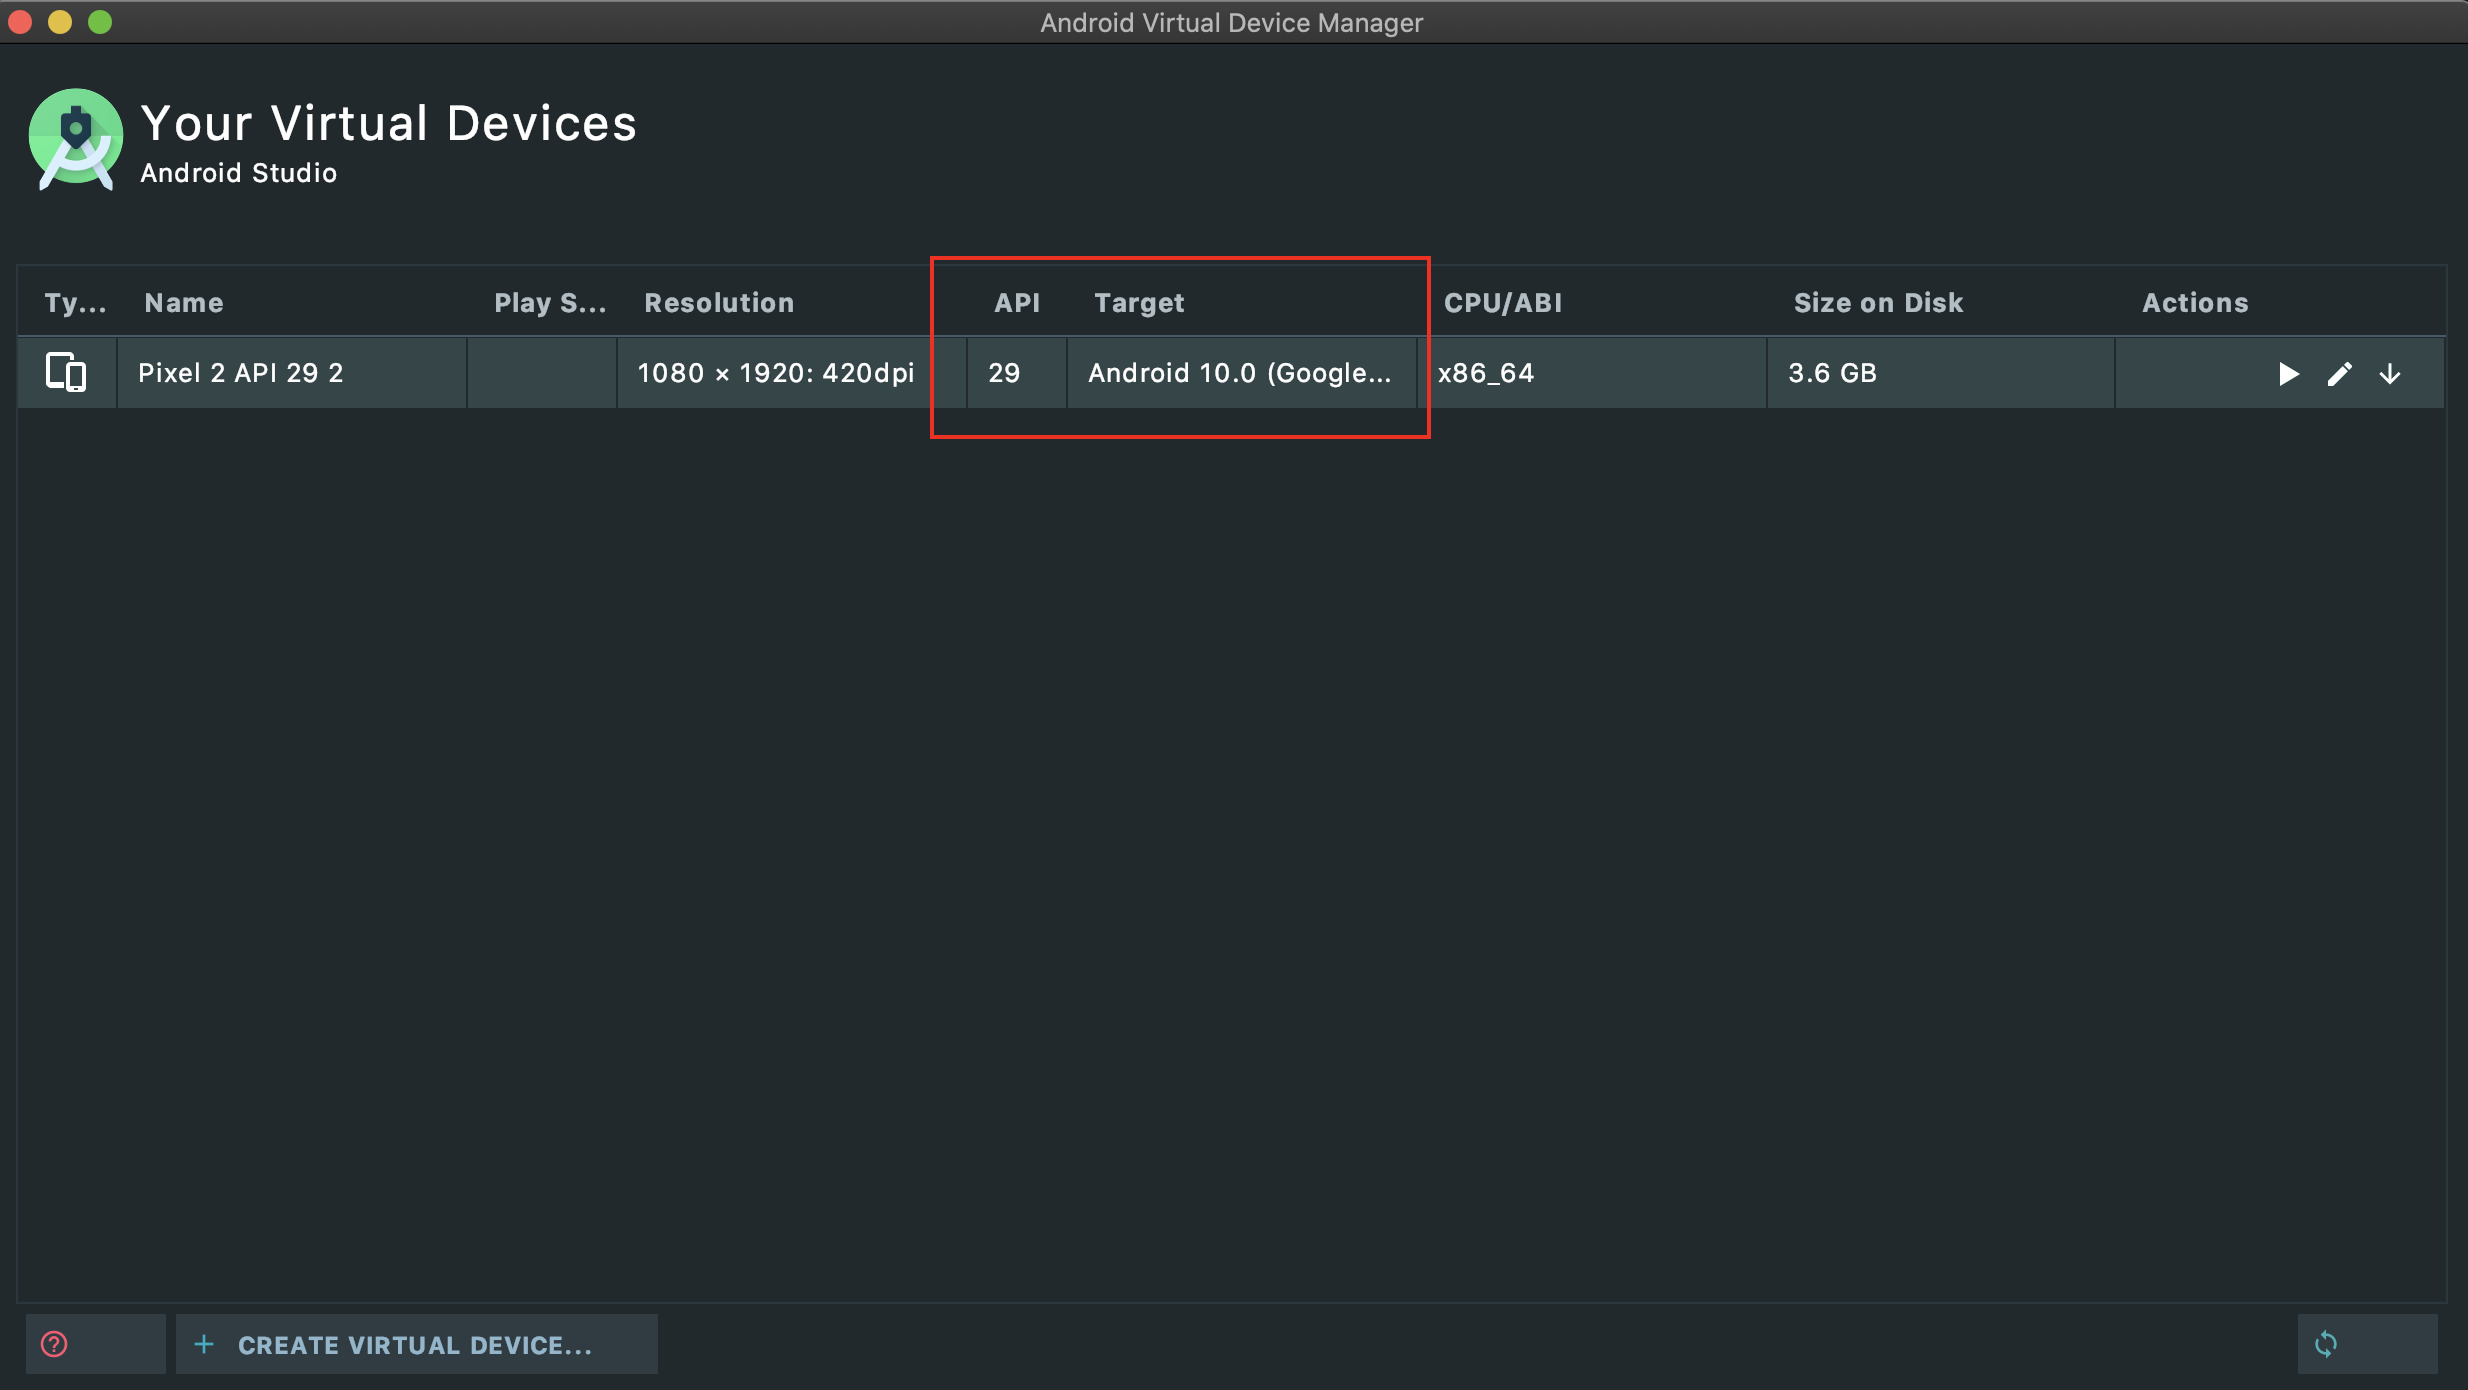 Android Virtual Device Manager
Your Virtual Devices
Android Studio
Ty... Name Play S... Resolution API Target CPU/ABI Size on Disk Actions
Pixel 2 API 29 2 1080 × 1920: 420dpi 29 Android 10.0 (Google... x86_64 3.6 GB
? + CREATE VIRTUAL DEVICE...